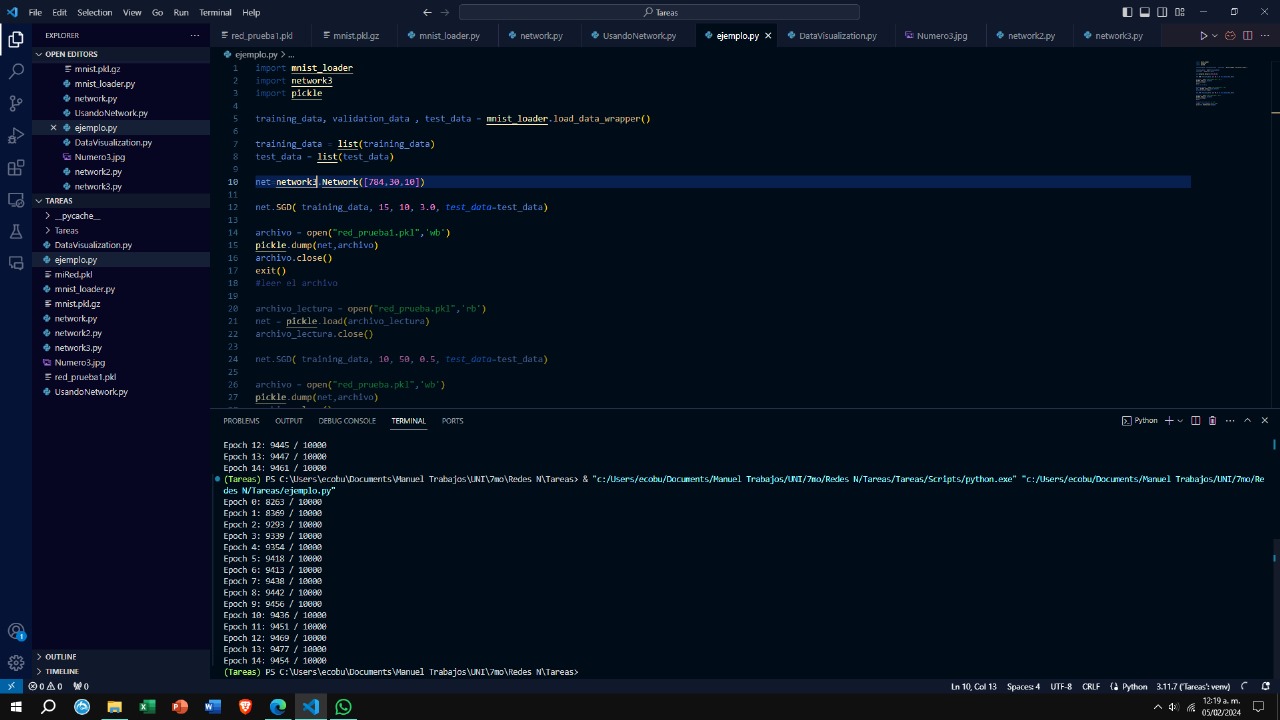 File Edit Selection View Go Run Terminal Help
Tareas
EXPLORER
OPEN EDITORS
mnist.pkl.gz
mnist_loader.py
network.py
UsandoNetwork.py
ejemplo.py
DataVisualization.py
Numero3.jpg
network2.py
network3.py
TAREAS
__pycache__
Tareas
DataVisualization.py
ejemplo.py
miRed.pkl
mnist_loader.py
mnist.pkl.gz
network.py
network2.py
network3.py
Numero3.jpg
red_prueba1.pkl
UsandoNetwork.py
OUTLINE
TIMELINE
red_prueba1.pkl mnist.pkl.gz mnist_loader.py network.py UsandoNetwork.py ejemplo.py DataVisualization.py Numero3.jpg network2.py network3.py
ejemplo.py > ...
1 import mnist_loader
2 import network3
3 import pickle
4
5 training_data, validation_data , test_data = mnist_loader.load_data_wrapper()
6
7 training_data = list(training_data)
8 test_data = list(test_data)
9
10 net=network3.Network([784,30,10])
11
12 net.SGD( training_data, 15, 10, 3.0, test_data=test_data)
13
14 archivo = open("red_prueba1.pkl",'wb')
15 pickle.dump(net,archivo)
16 archivo.close()
17 exit()
18 #leer el archivo
19
20 archivo_lectura = open("red_prueba.pkl",'rb')
21 net = pickle.load(archivo_lectura)
22 archivo_lectura.close()
23
24 net.SGD( training_data, 10, 50, 0.5, test_data=test_data)
25
26 archivo = open("red_prueba.pkl",'wb')
27 pickle.dump(net,archivo)
PROBLEMS OUTPUT DEBUG CONSOLE TERMINAL PORTS
Python
Epoch 12: 9445 / 10000
Epoch 13: 9447 / 10000
Epoch 14: 9461 / 10000
(Tareas) PS C:\Users\ecobu\Documents\Manuel Trabajos\UNI\7mo\Redes N\Tareas> & "c:/Users/ecobu/Documents/Manuel Trabajos/UNI/7mo/Redes N/Tareas/Tareas/Scripts/python.exe" "c:/Users/ecobu/Documents/Manuel Trabajos/UNI/7mo/Re
des N/Tareas/ejemplo.py"
Epoch 0: 8263 / 10000
Epoch 1: 8369 / 10000
Epoch 2: 9293 / 10000
Epoch 3: 9339 / 10000
Epoch 4: 9354 / 10000
Epoch 5: 9418 / 10000
Epoch 6: 9413 / 10000
Epoch 7: 9438 / 10000
Epoch 8: 9442 / 10000
Epoch 9: 9456 / 10000
Epoch 10: 9436 / 10000
Epoch 11: 9451 / 10000
Epoch 12: 9469 / 10000
Epoch 13: 9477 / 10000
Epoch 14: 9454 / 10000
(Tareas) PS C:\Users\ecobu\Documents\Manuel Trabajos\UNI\7mo\Redes N\Tareas>
0 0 0 Ln 10, Col 13 Spaces: 4 UTF-8 CRLF Python 3.11.7 ('Tareas': venv)
12:19 a. m.
05/02/2024